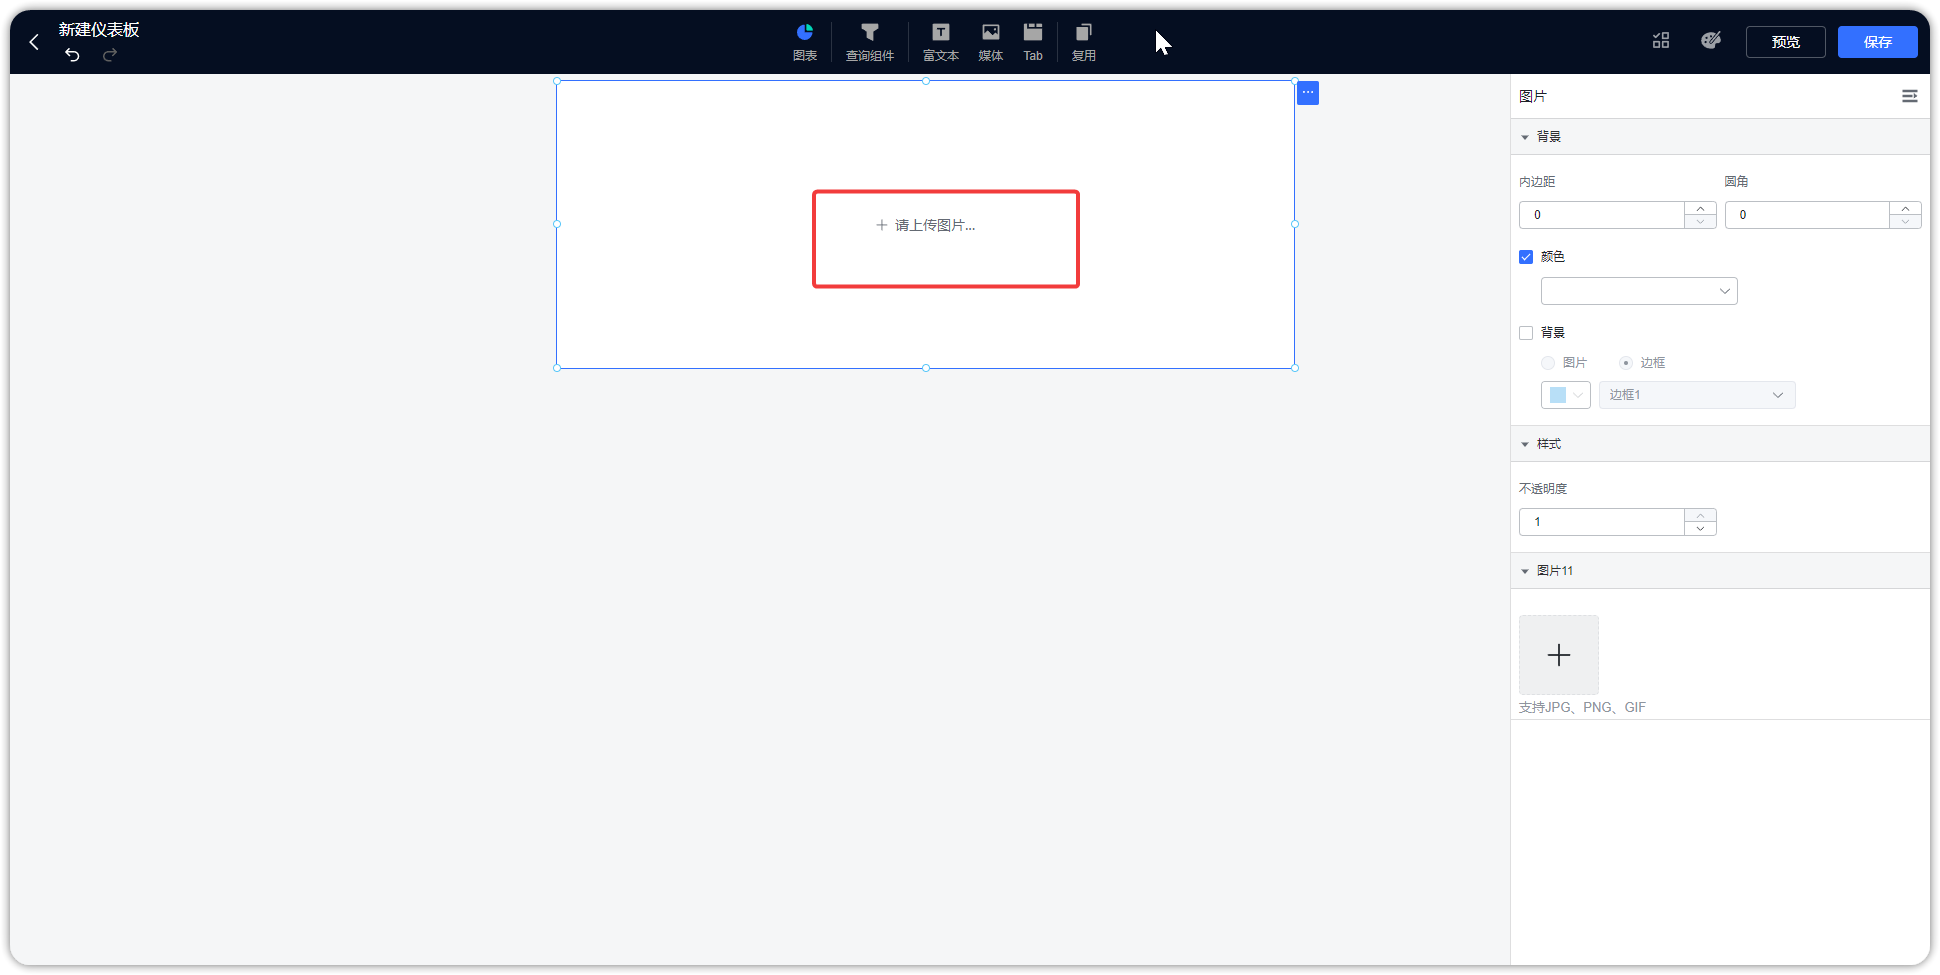 新建仪表板
图表
查询组件
富文本
媒体
Tab
复用
预览
保存
请上传图片...
图片
背景
内边距
圆角
0
0
颜色
背景
图片
边框
边框1
样式
不透明度
1
图片11
支持JPG、PNG、GIF